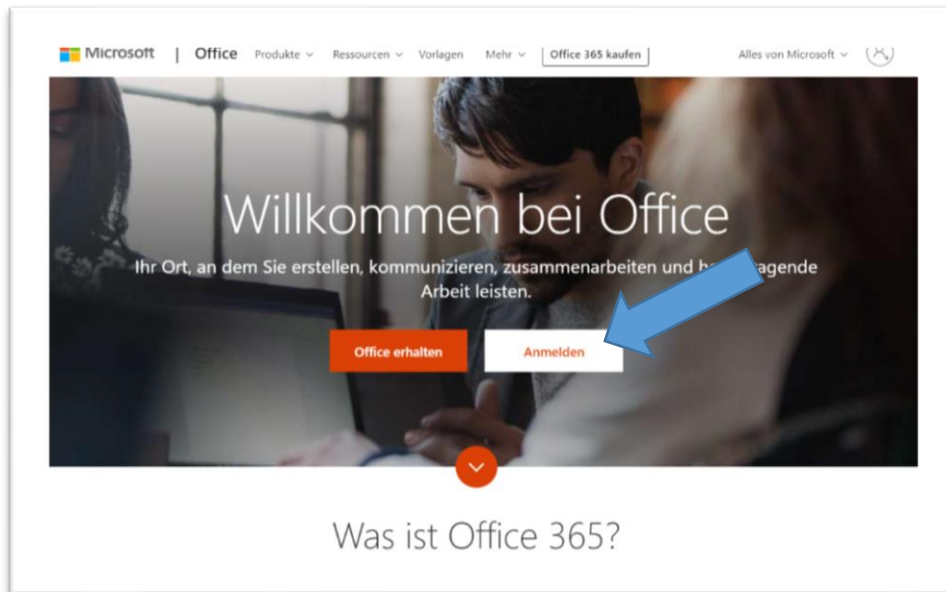 Microsoft | Office Produkte Ressourcen Vorlagen Mehr Office 365 kaufen Alles von Microsoft
Willkommen bei Office
Ihr Ort, an dem Sie erstellen, kommunizieren, zusammenarbeiten und
Arbeit leisten.
Office erhalten Anmelden
Was ist Office 365?